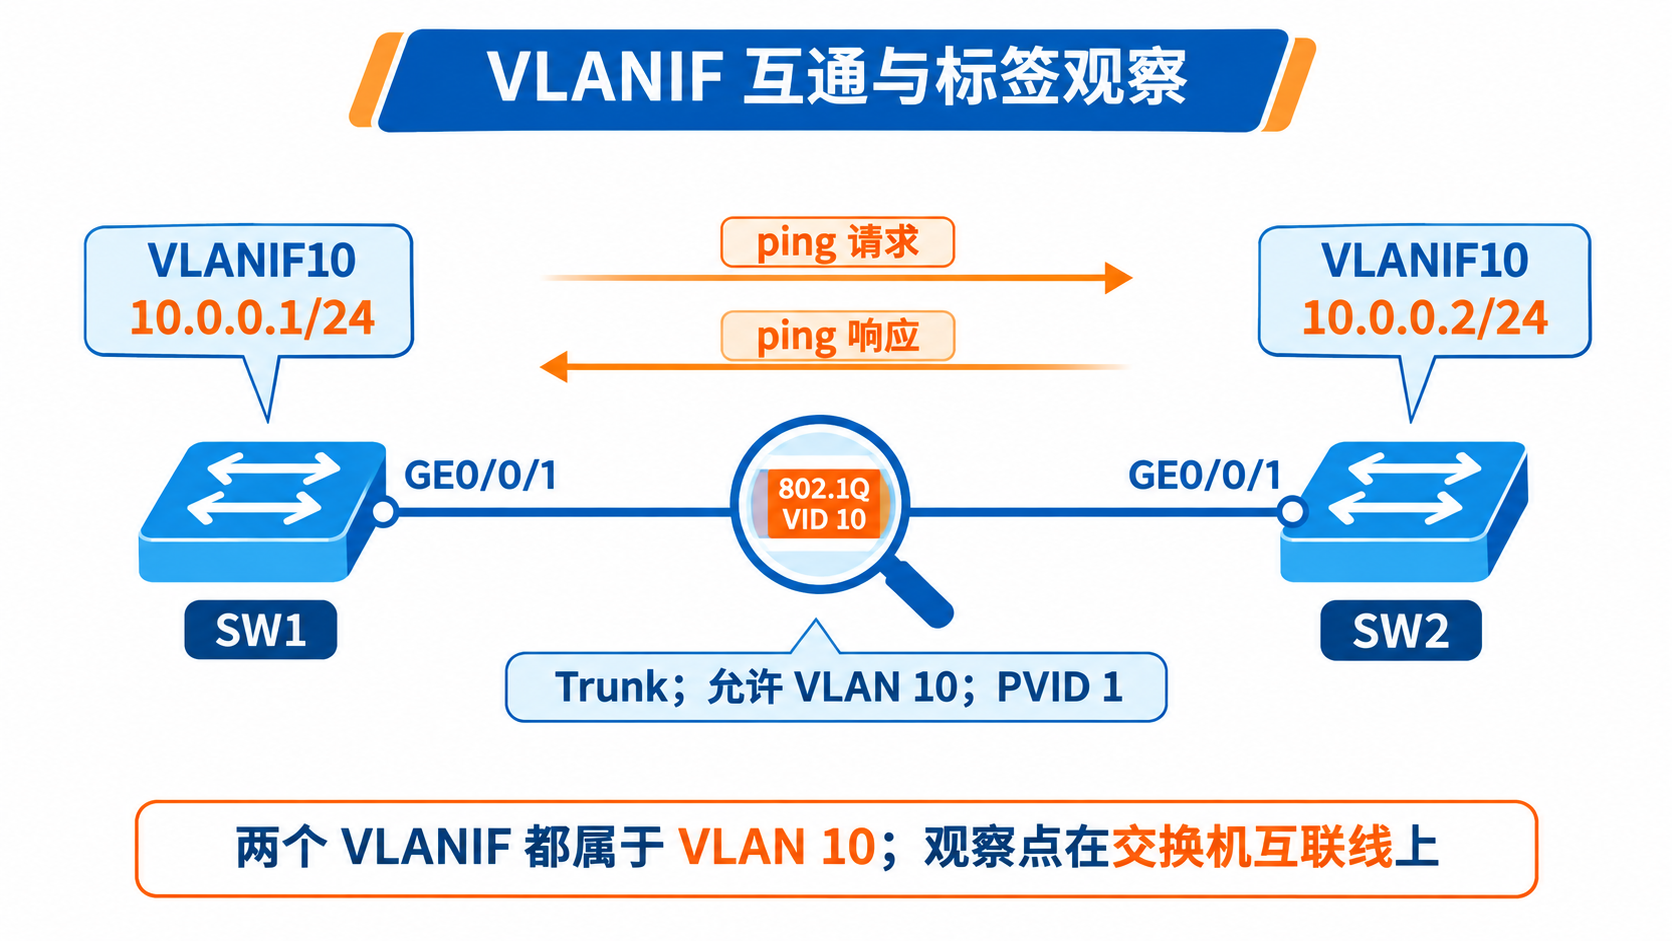 VLANIF 互通与标签观察
VLANIF10
10.0.0.1/24
ping 请求
ping 响应
VLANIF10
10.0.0.2/24
GE0/0/1
802.1Q
VID 10
GE0/0/1
SW1
SW2
Trunk；允许 VLAN 10；PVID 1
两个 VLANIF 都属于 VLAN 10；观察点在交换机互联线上